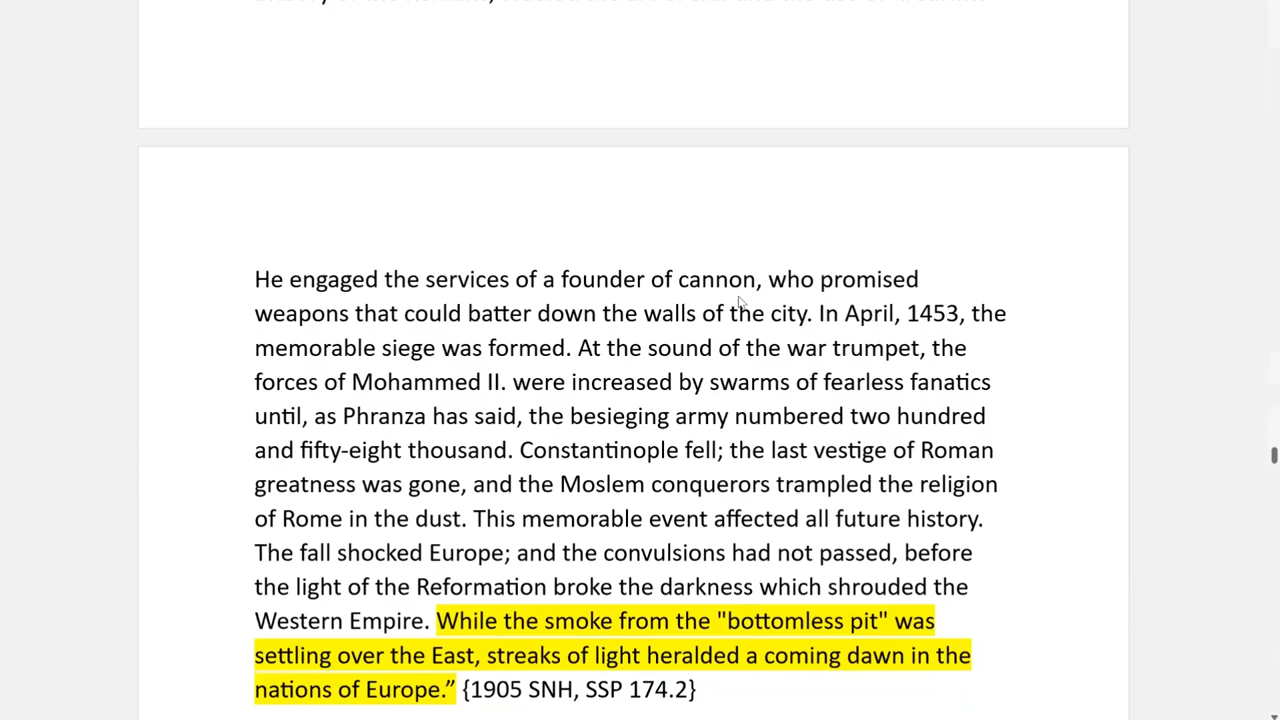 He engaged the services of a founder of cannon, who promised
weapons that could batter down the walls of the city. In April, 1453, the
memorable siege was formed. At the sound of the war trumpet, the
forces of Mohammed II. were increased by swarms of fearless fanatics
until, as Phranza has said, the besieging army numbered two hundred
and fifty-eight thousand. Constantinople fell; the last vestige of Roman
greatness was gone, and the Moslem conquerors trampled the religion
of Rome in the dust. This memorable event affected all future history.
The fall shocked Europe; and the convulsions had not passed, before
the light of the Reformation broke the darkness which shrouded the
Western Empire. While the smoke from the "bottomless pit" was
settling over the East, streaks of light heralded a coming dawn in the
nations of Europe.” {1905 SNH, SSP 174.2}